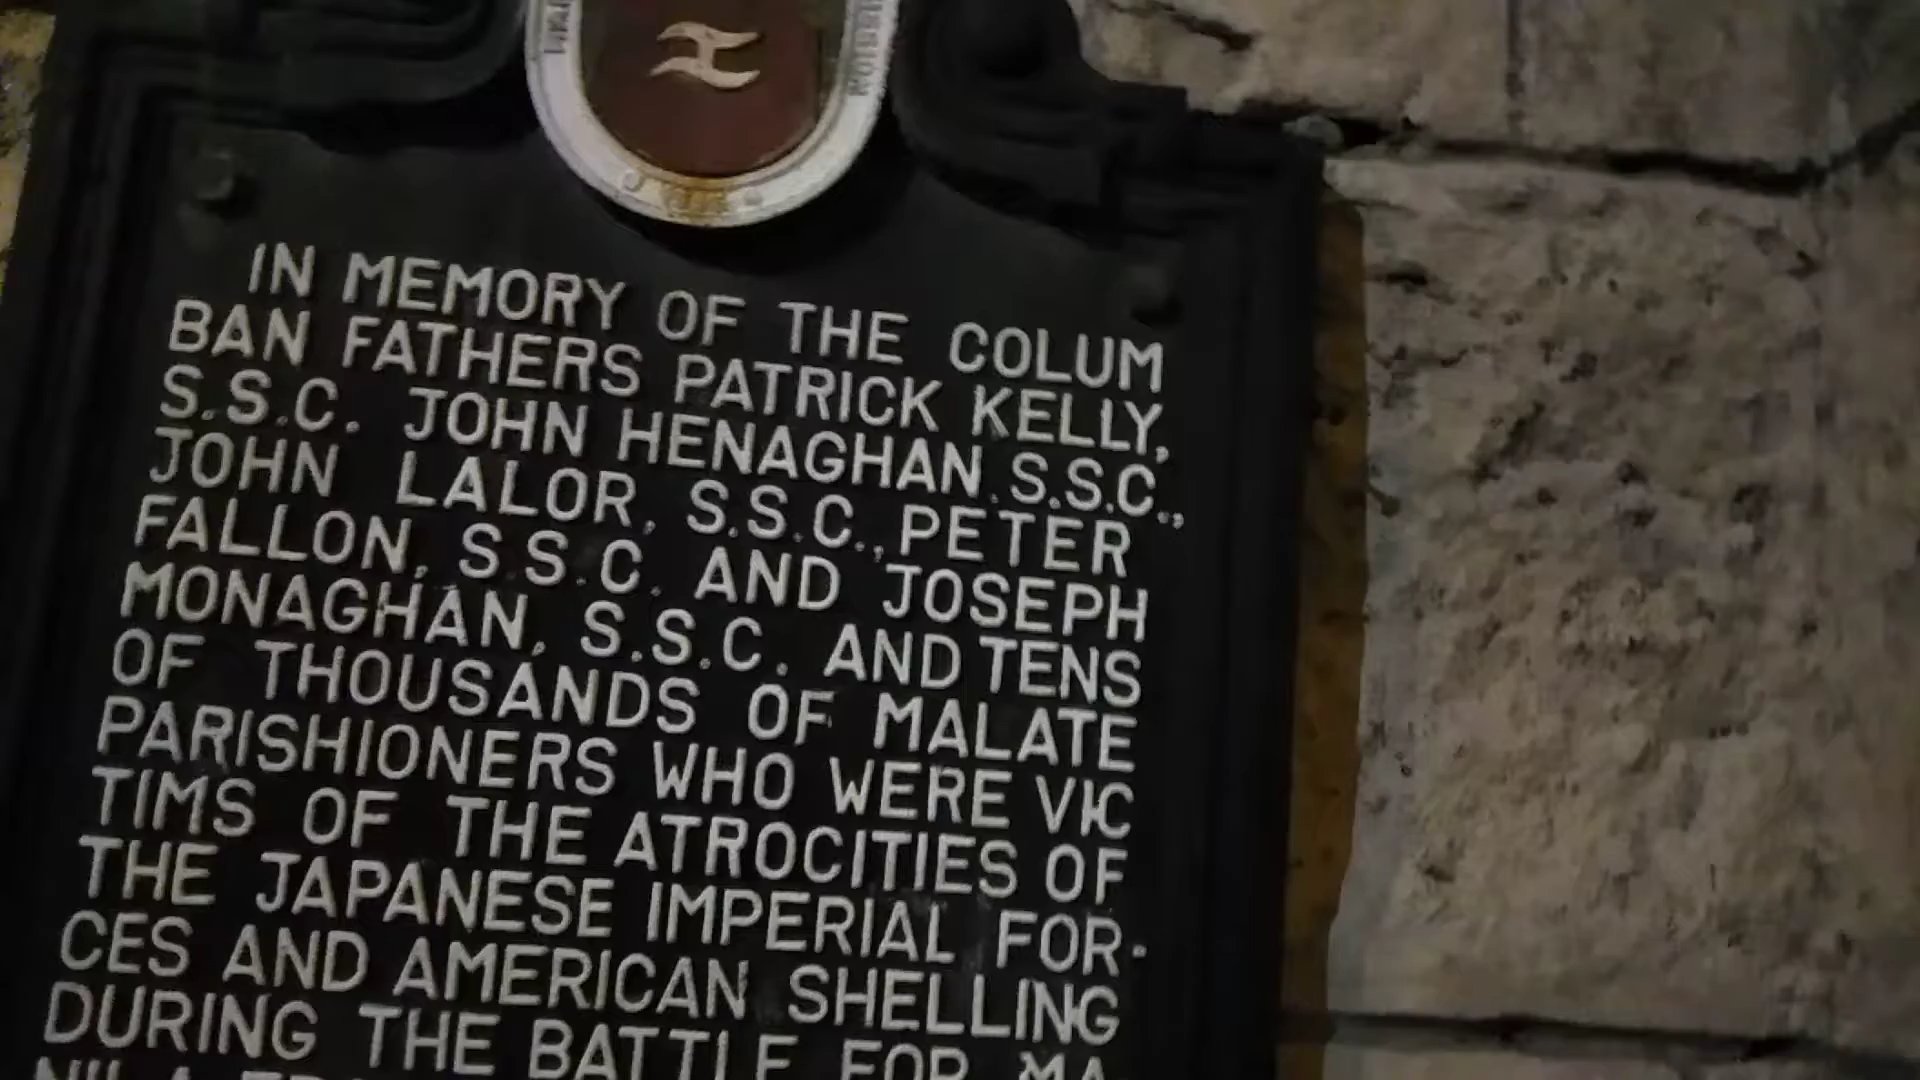 IN MEMORY OF THE COLUM
BAN FATHERS PATRICK KELLY,
S.S.C. JOHN HENAGHAN, S.S.C.,
JOHN LALOR, S.S.C., PETER
FALLON, S.S.C. AND JOSEPH
MONAGHAN, S.S.C. AND TENS
OF THOUSANDS OF MALATE
PARISHIONERS WHO WERE VIC
TIMS OF THE ATROCITIES OF
THE JAPANESE IMPERIAL FOR-
CES AND AMERICAN SHELLING
DURING THE BATTLE FOR MA